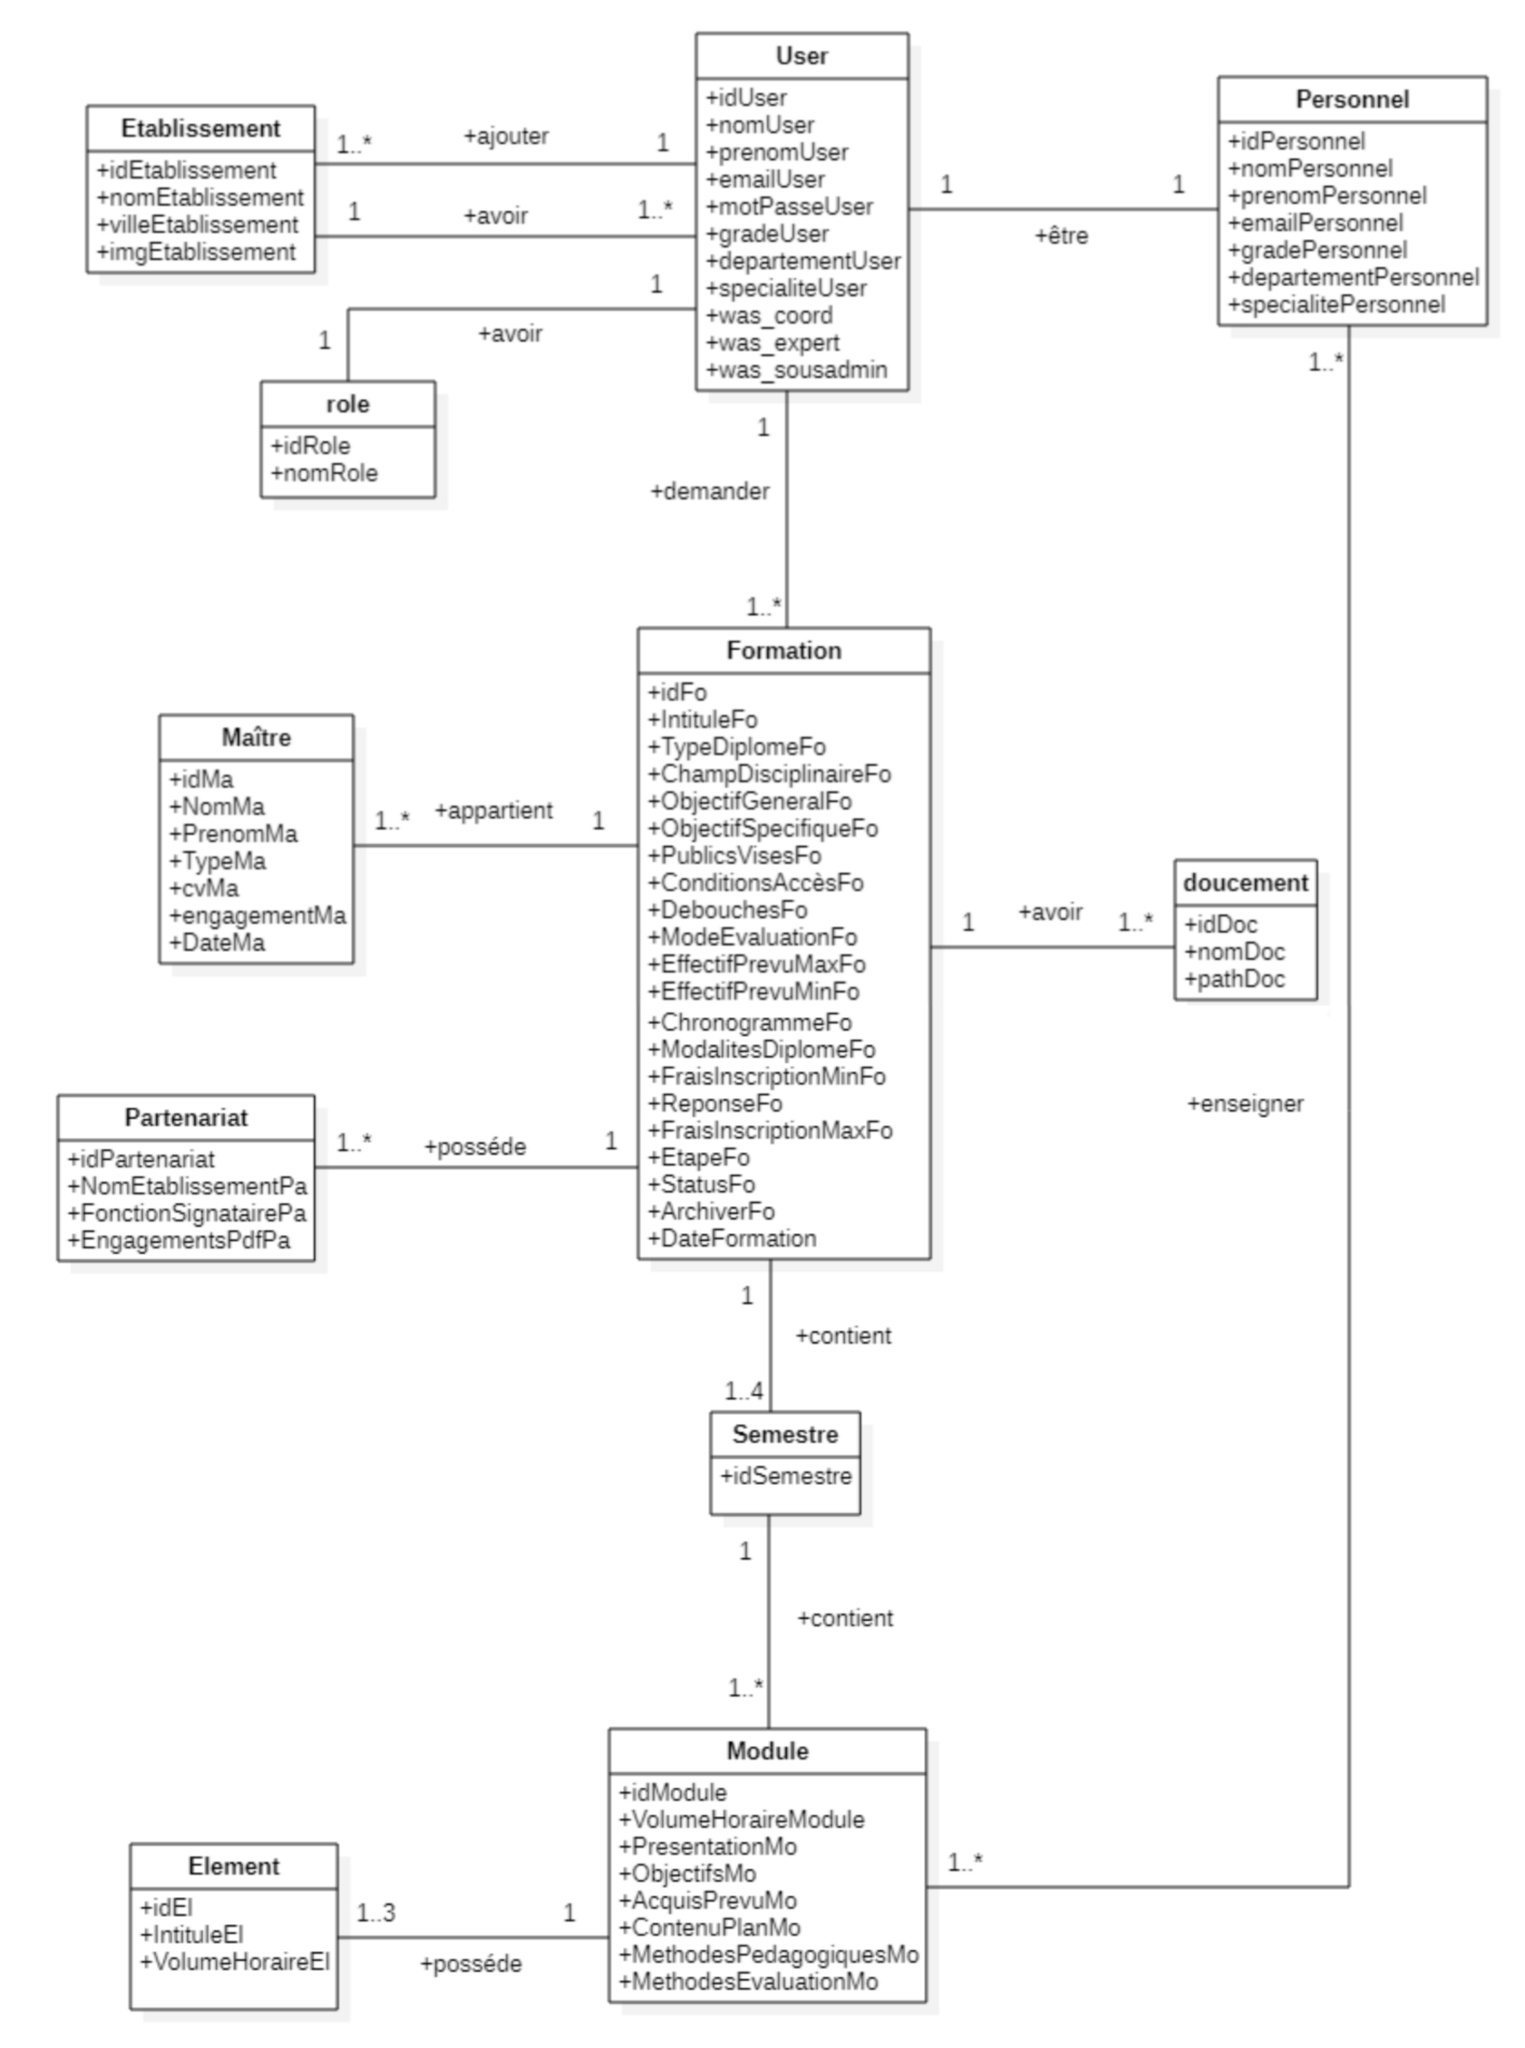 User
+idUser
+nomUser
+prenomUser
+emailUser
+motPasseUser
+gradeUser
+departementUser
+specialiteUser
+was_coord
+was_expert
+was_sousadmin
Personnel
+idPersonnel
+nomPersonnel
+prenomPersonnel
+emailPersonnel
+gradePersonnel
+departementPersonnel
+specialitePersonnel
Etablissement
+idEtablissement
+nomEtablissement
+villeEtablissement
+imgEtablissement
1..* +ajouter 1
1 +avoir 1..*
1
+avoir
1
1 1
+être
role
+idRole
+nomRole
1
+demander
1..*
1..*
Formation
+idFo
+IntituleFo
+TypeDiplomeFo
+ChampDisciplinaireFo
+ObjectifGeneralFo
+ObjectifSpecifiqueFo
+PublicsVisesFo
+ConditionsAccèsFo
+DebouchesFo
+ModeEvaluationFo
+EffectifPrevuMaxFo
+EffectifPrevuMinFo
+ChronogrammeFo
+ModalitesDiplomeFo
+FraisInscriptionMinFo
+ReponseFo
+FraisInscriptionMaxFo
+EtapeFo
+StatusFo
+ArchiverFo
+DateFormation
Maître
+idMa
+NomMa
+PrenomMa
+TypeMa
+cvMa
+engagementMa
+DateMa
1..* +appartient 1
doucement
+idDoc
+nomDoc
+pathDoc
1 +avoir 1..*
+enseigner
Partenariat
+idPartenariat
+NomEtablissementPa
+FonctionSignatairePa
+EngagementsPdfPa
1..* +posséde 1
1
+contient
1..4
Semestre
+idSemestre
1
+contient
1..*
Module
+idModule
+VolumeHoraireModule
+PresentationMo
+ObjectifsMo
+AcquisPrevuMo
+ContenuPlanMo
+MethodesPedagogiquesMo
+MethodesEvaluationMo
1..*
Element
+idEl
+IntituleEl
+VolumeHoraireEl
1..3 1
+posséde